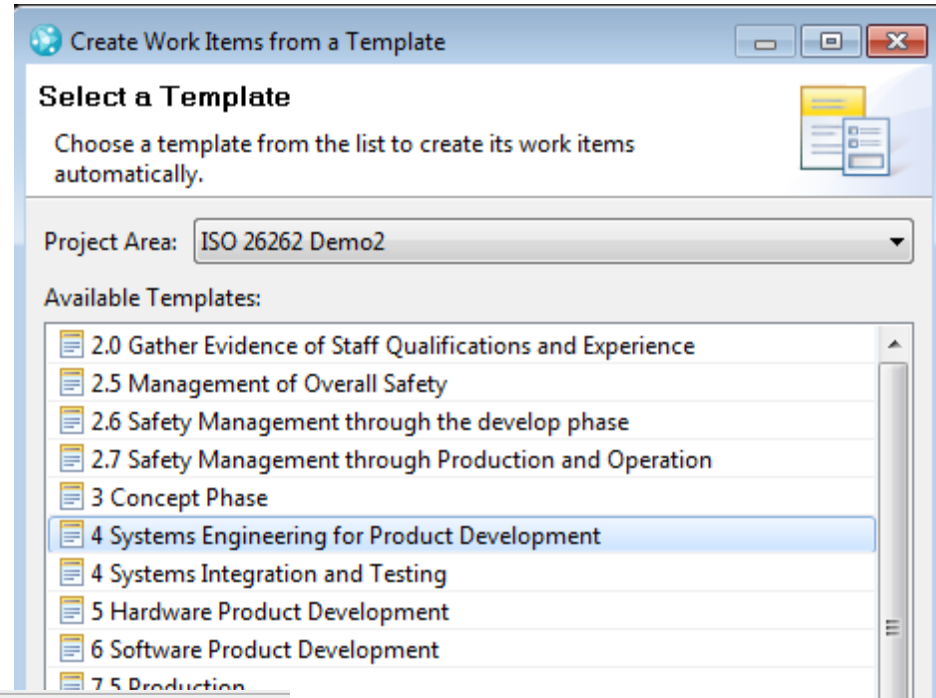 Create Work Items from a Template
Select a Template
Choose a template from the list to create its work items
automatically.
Project Area: ISO 26262 Demo2
Available Templates:
2.0 Gather Evidence of Staff Qualifications and Experience
2.5 Management of Overall Safety
2.6 Safety Management through the develop phase
2.7 Safety Management through Production and Operation
3 Concept Phase
4 Systems Engineering for Product Development
4 Systems Integration and Testing
5 Hardware Product Development
6 Software Product Development
7.5 Production